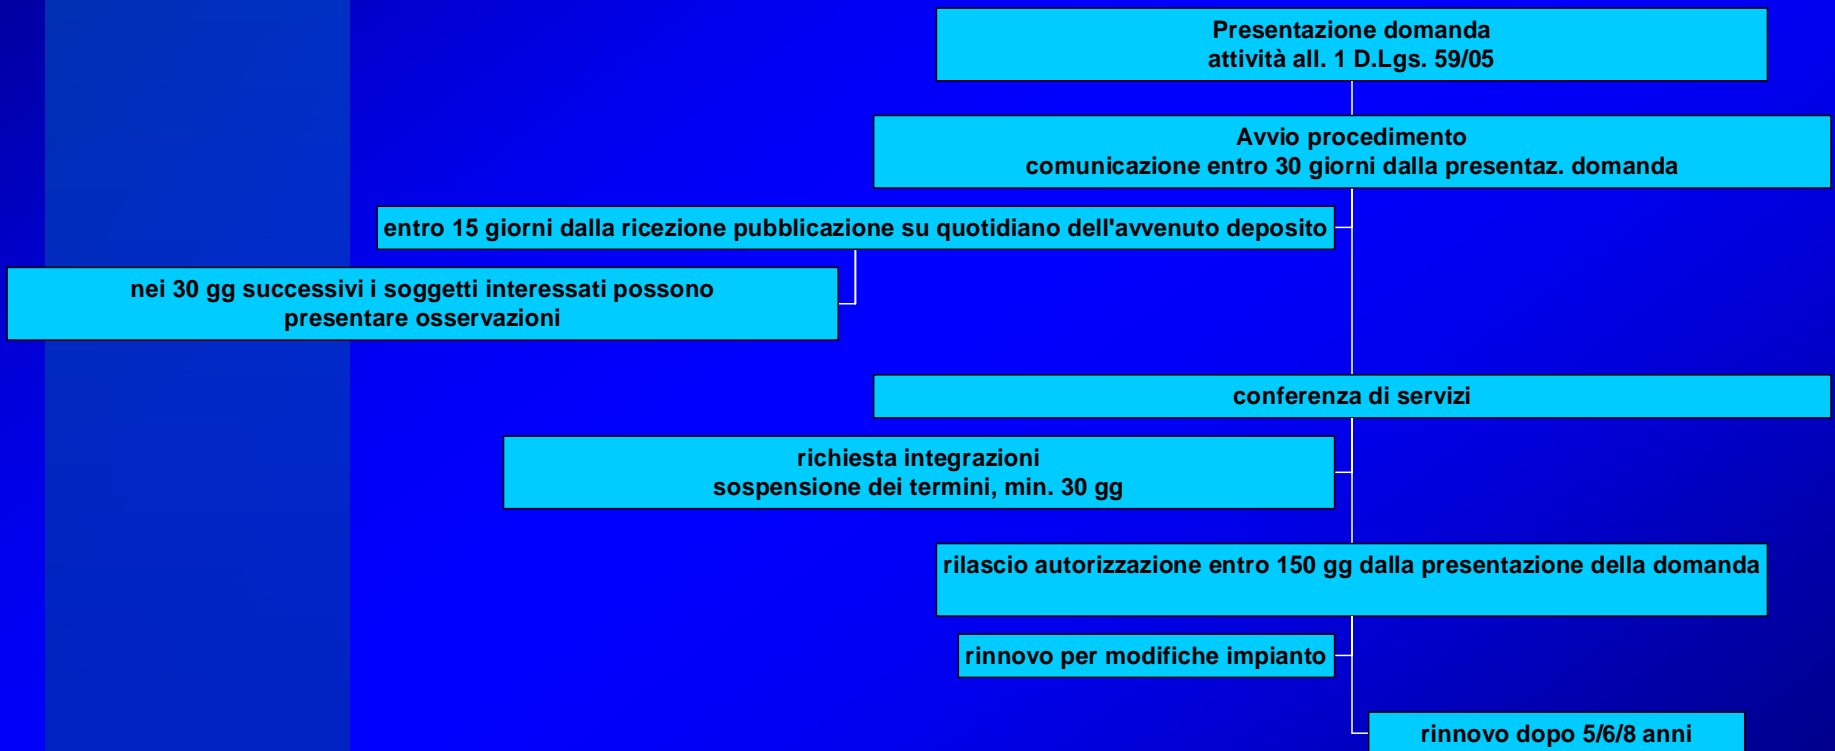 Presentazione domanda
attività all. 1 D.Lgs. 59/05
Avvio procedimento
comunicazione entro 30 giorni dalla presentaz. domanda
entro 15 giorni dalla ricezione pubblicazione su quotidiano dell'avvenuto deposito
nei 30 gg successivi i soggetti interessati possono
presentare osservazioni
conferenza di servizi
richiesta integrazioni
sospensione dei termini, min. 30 gg
rilascio autorizzazione entro 150 gg dalla presentazione della domanda
rinnovo per modifiche impianto
rinnovo dopo 5/6/8 anni